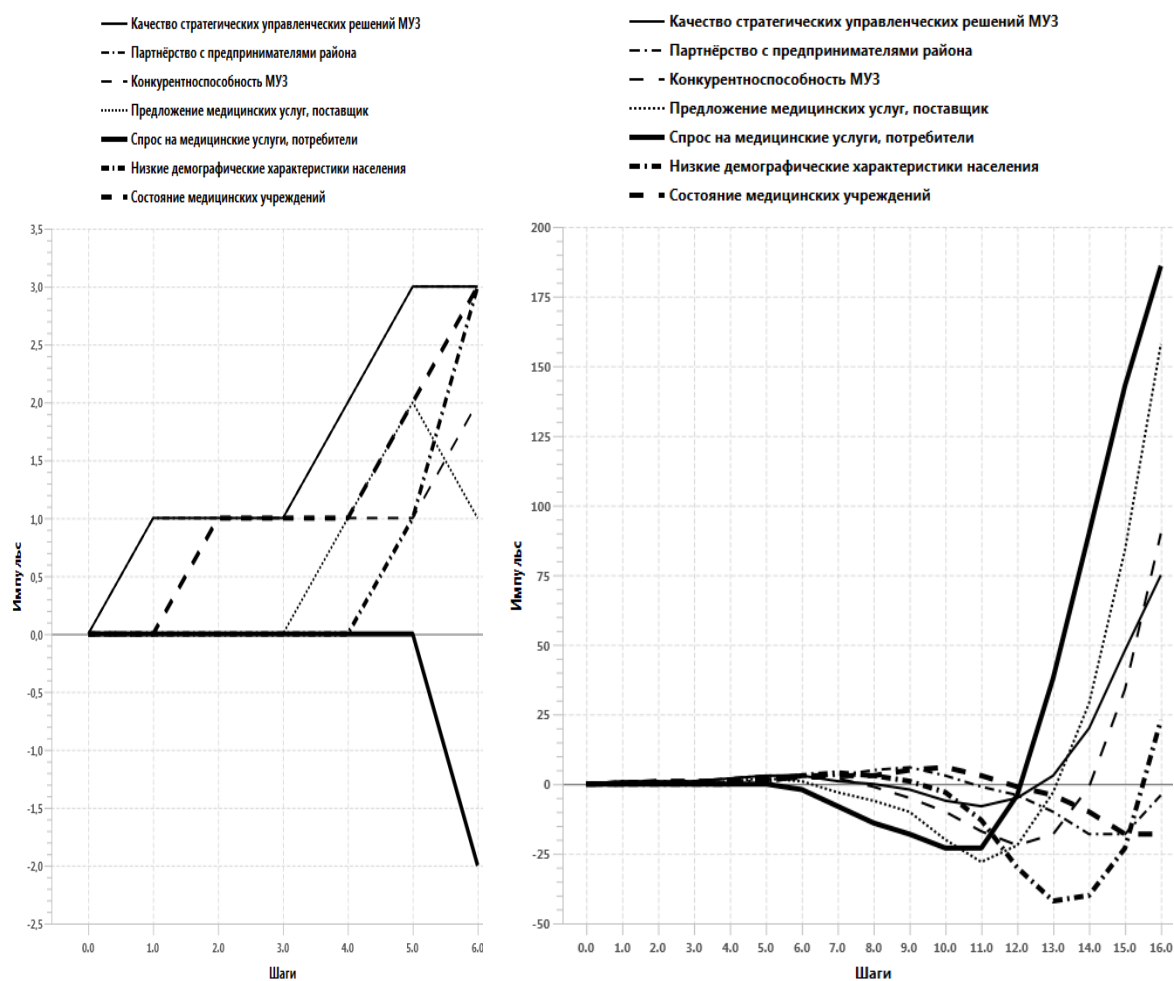 Качество стратегических управленческих решений МУЗ
Партнёрство с предпринимателями района
Конкурентноспособность МУЗ
Предложение медицинских услуг, поставщик
Спрос на медицинские услуги, потребители
Низкие демографические характеристики населения
Состояние медицинских учреждений
3,5
3,0
2,5
2,0
1,5
1,0
0,5
0,0
-0,5
-1,0
-1,5
-2,0
-2,5
Импульс
0.0 1.0 2.0 3.0 4.0 5.0 6.0
Шаги
Качество стратегических управленческих решений МУЗ
Партнёрство с предпринимателями района
Конкурентноспособность МУЗ
Предложение медицинских услуг, поставщик
Спрос на медицинские услуги, потребители
Низкие демографические характеристики населения
Состояние медицинских учреждений
200
175
150
125
100
75
50
25
0
-25
-50
Импульс
0.0 1.0 2.0 3.0 4.0 5.0 6.0 7.0 8.0 9.0 10.0 11.0 12.0 13.0 14.0 15.0 16.0
Шаги